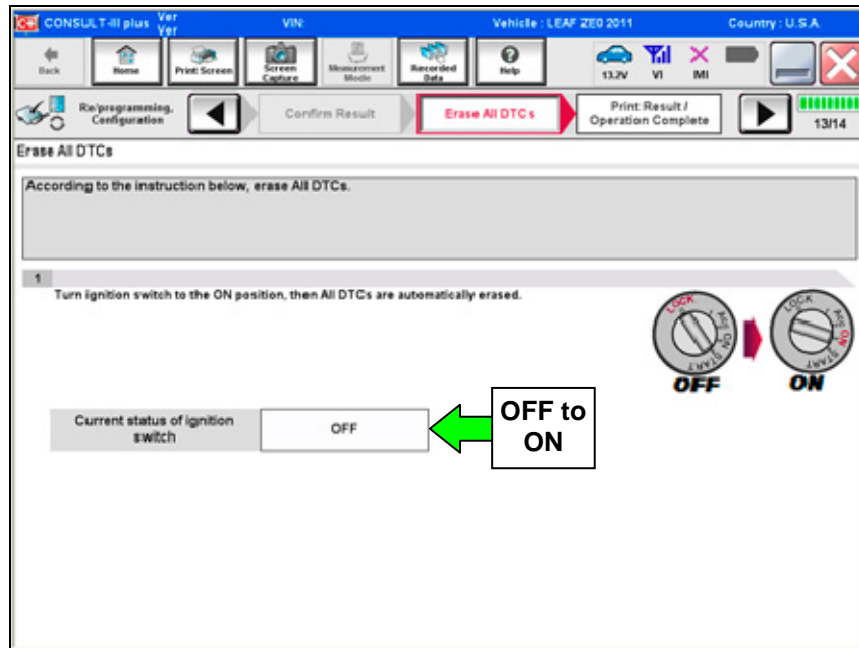 CONSULT-III plus Ver
Ver
VIN:
Vehicle : LEAF ZE0 2011
Country : U.S.A.
Back
Home
Print Screen
Screen
Capture
Measurement
Mode
Recorded
Data
Help
13.2V
VI
MI
Re/programming,
Configuration
Confirm Result
Erase All DTCs
Print Result /
Operation Complete
13/14
Erase All DTCs
According to the instruction below, erase All DTCs.
1
Turn ignition switch to the ON position, then All DTCs are automatically erased.
LOCK
ACC
ON
START
OFF
LOCK
ACC
ON
START
ON
Current status of ignition
switch
OFF
OFF to
ON